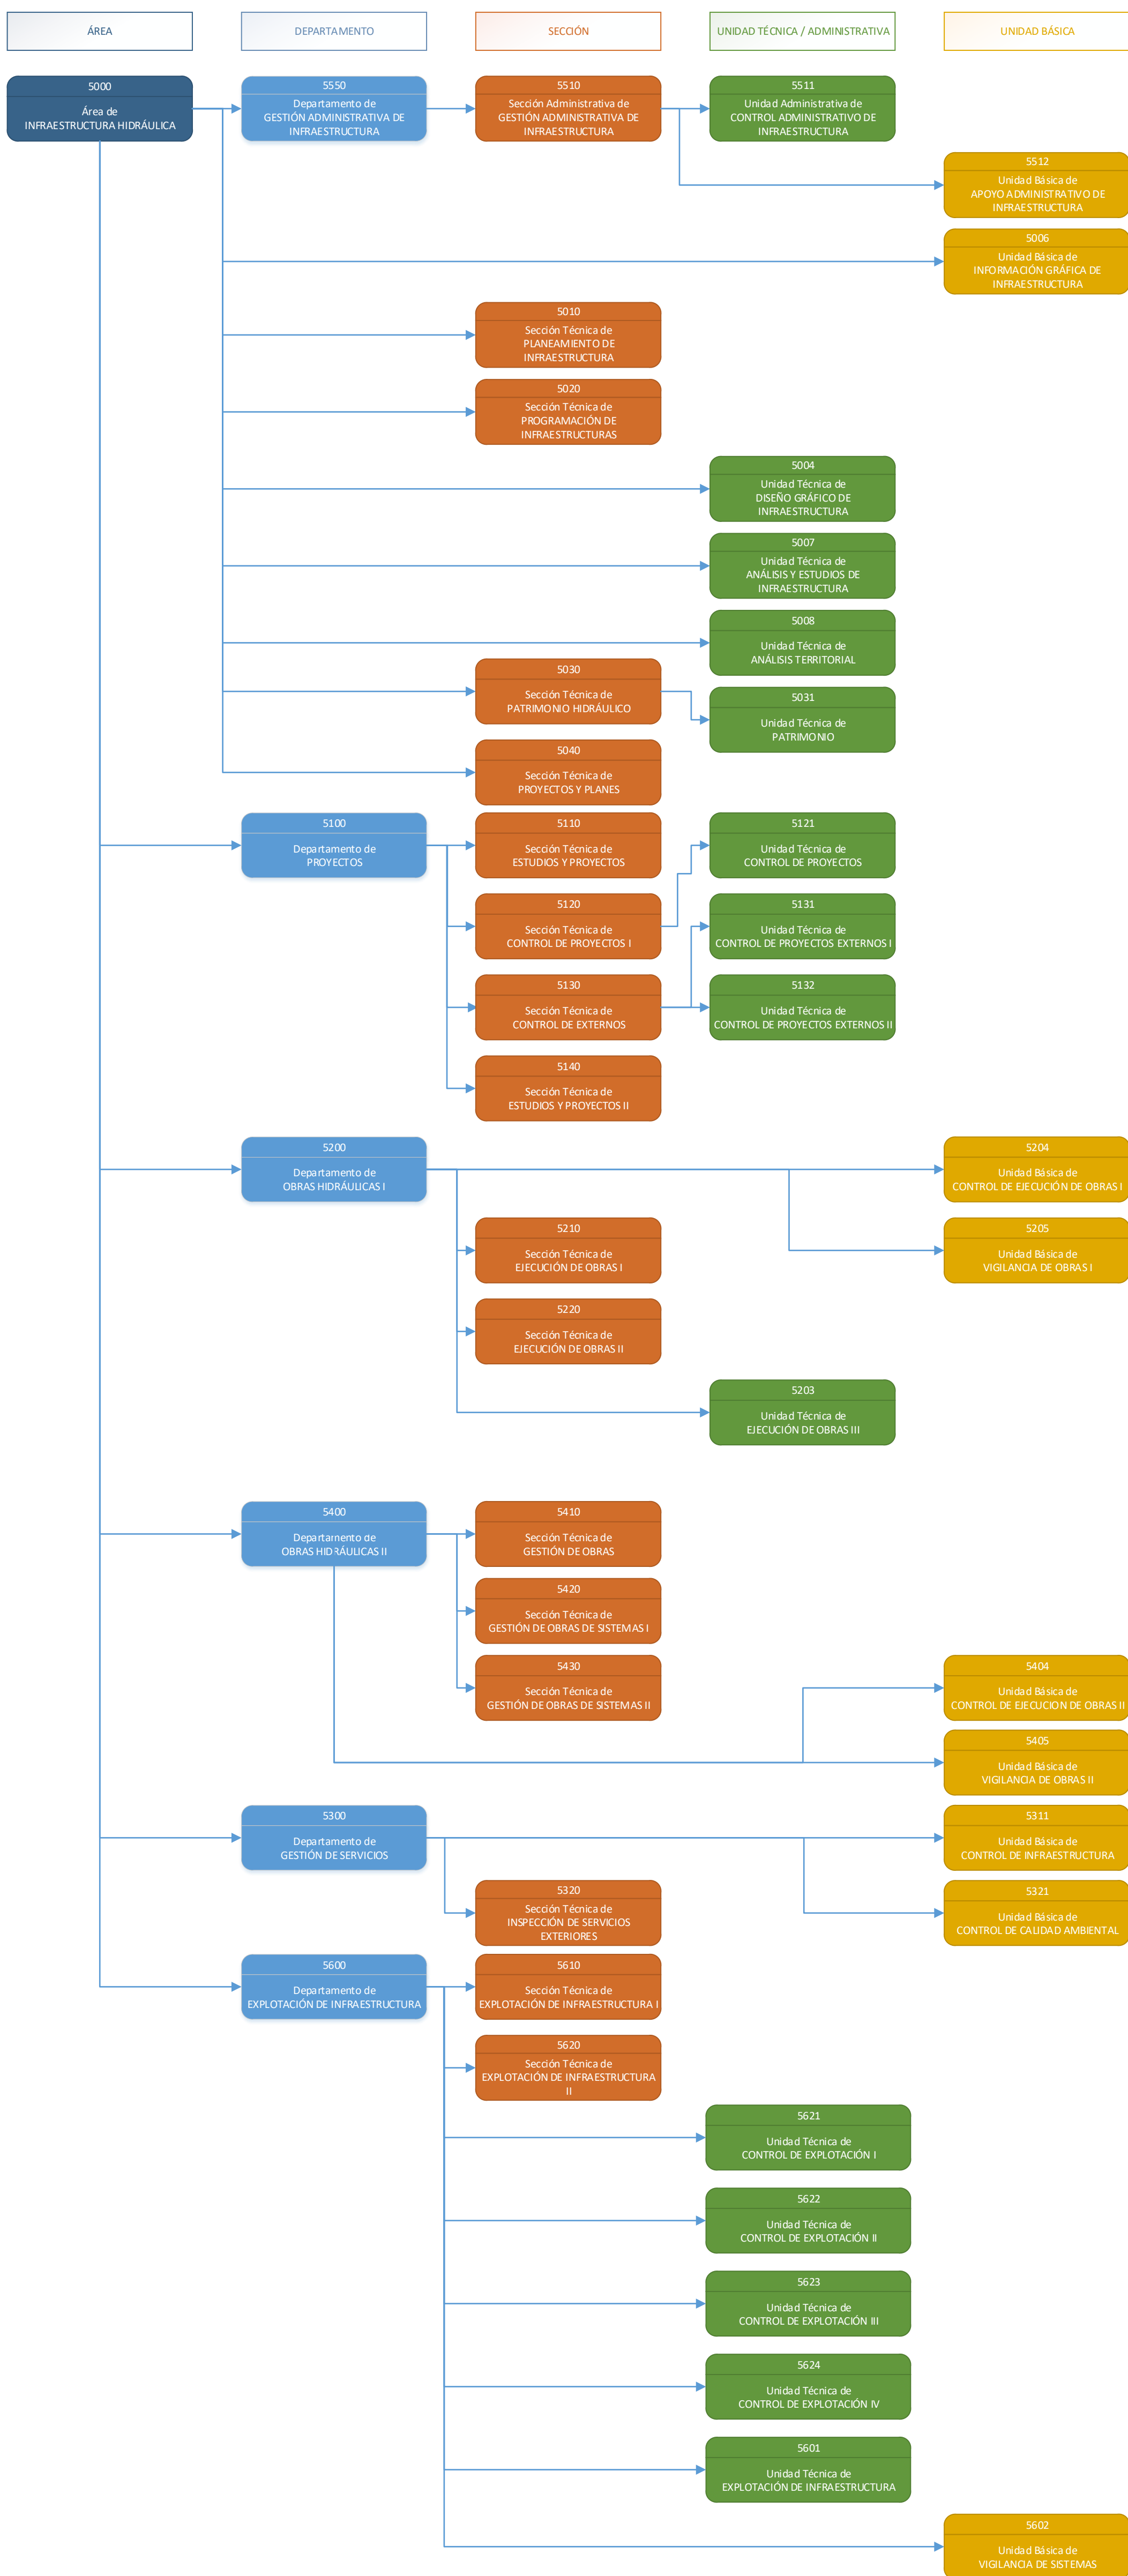 ÁREA
DEPARTAMENTO
SECCIÓN
UNIDAD TÉCNICA / ADMINISTRATIVA
UNIDAD BÁSICA
5000
Área de
INFRAESTRUCTURA HIDRÁULICA
5550
Departamento de
GESTIÓN ADMINISTRATIVA DE
INFRAESTRUCTURA
5510
Sección Administrativa de
GESTIÓN ADMINISTRATIVA DE
INFRAESTRUCTURA
5511
Unidad Administrativa de
CONTROL ADMINISTRATIVO DE
INFRAESTRUCTURA
5512
Unidad Básica de
APOYO ADMINISTRATIVO DE
INFRAESTRUCTURA
5006
Unidad Básica de
INFORMACIÓN GRÁFICA DE
INFRAESTRUCTURA
5010
Sección Técnica de
PLANEAMIENTO DE
INFRAESTRUCTURA
5020
Sección Técnica de
PROGRAMACIÓN DE
INFRAESTRUCTURAS
5004
Unidad Técnica de
DISEÑO GRÁFICO DE
INFRAESTRUCTURA
5007
Unidad Técnica de
ANÁLISIS Y ESTUDIOS DE
INFRAESTRUCTURA
5008
Unidad Técnica de
ANÁLISIS TERRITORIAL
5030
Sección Técnica de
PATRIMONIO HIDRÁULICO
5031
Unidad Técnica de
PATRIMONIO
5040
Sección Técnica de
PROYECTOS Y PLANES
5100
Departamento de
PROYECTOS
5110
Sección Técnica de
ESTUDIOS Y PROYECTOS
5121
Unidad Técnica de
CONTROL DE PROYECTOS
5120
Sección Técnica de
CONTROL DE PROYECTOS I
5131
Unidad Técnica de
CONTROL DE PROYECTOS EXTERNOS I
5130
Sección Técnica de
CONTROL DE EXTERNOS
5132
Unidad Técnica de
CONTROL DE PROYECTOS EXTERNOS II
5140
Sección Técnica de
ESTUDIOS Y PROYECTOS II
5200
Departamento de
OBRAS HIDRÁULICAS I
5204
Unidad Básica de
CONTROL DE EJECUCIÓN DE OBRAS I
5210
Sección Técnica de
EJECUCIÓN DE OBRAS I
5205
Unidad Básica de
VIGILANCIA DE OBRAS I
5220
Sección Técnica de
EJECUCIÓN DE OBRAS II
5203
Unidad Técnica de
EJECUCIÓN DE OBRAS III
5400
Departamento de
OBRAS HIDRÁULICAS II
5410
Sección Técnica de
GESTIÓN DE OBRAS
5420
Sección Técnica de
GESTIÓN DE OBRAS DE SISTEMAS I
5430
Sección Técnica de
GESTIÓN DE OBRAS DE SISTEMAS II
5404
Unidad Básica de
CONTROL DE EJECUCION DE OBRAS II
5405
Unidad Básica de
VIGILANCIA DE OBRAS II
5300
Departamento de
GESTIÓN DE SERVICIOS
5311
Unidad Básica de
CONTROL DE INFRAESTRUCTURA
5320
Sección Técnica de
INSPECCIÓN DE SERVICIOS
EXTERIORES
5321
Unidad Básica de
CONTROL DE CALIDAD AMBIENTAL
5600
Departamento de
EXPLOTACIÓN DE INFRAESTRUCTURA
5610
Sección Técnica de
EXPLOTACIÓN DE INFRAESTRUCTURA I
5620
Sección Técnica de
EXPLOTACIÓN DE INFRAESTRUCTURA
II
5621
Unidad Técnica de
CONTROL DE EXPLOTACIÓN I
5622
Unidad Técnica de
CONTROL DE EXPLOTACIÓN II
5623
Unidad Técnica de
CONTROL DE EXPLOTACIÓN III
5624
Unidad Técnica de
CONTROL DE EXPLOTACIÓN IV
5601
Unidad Técnica de
EXPLOTACIÓN DE INFRAESTRUCTURA
5602
Unidad Básica de
VIGILANCIA DE SISTEMAS